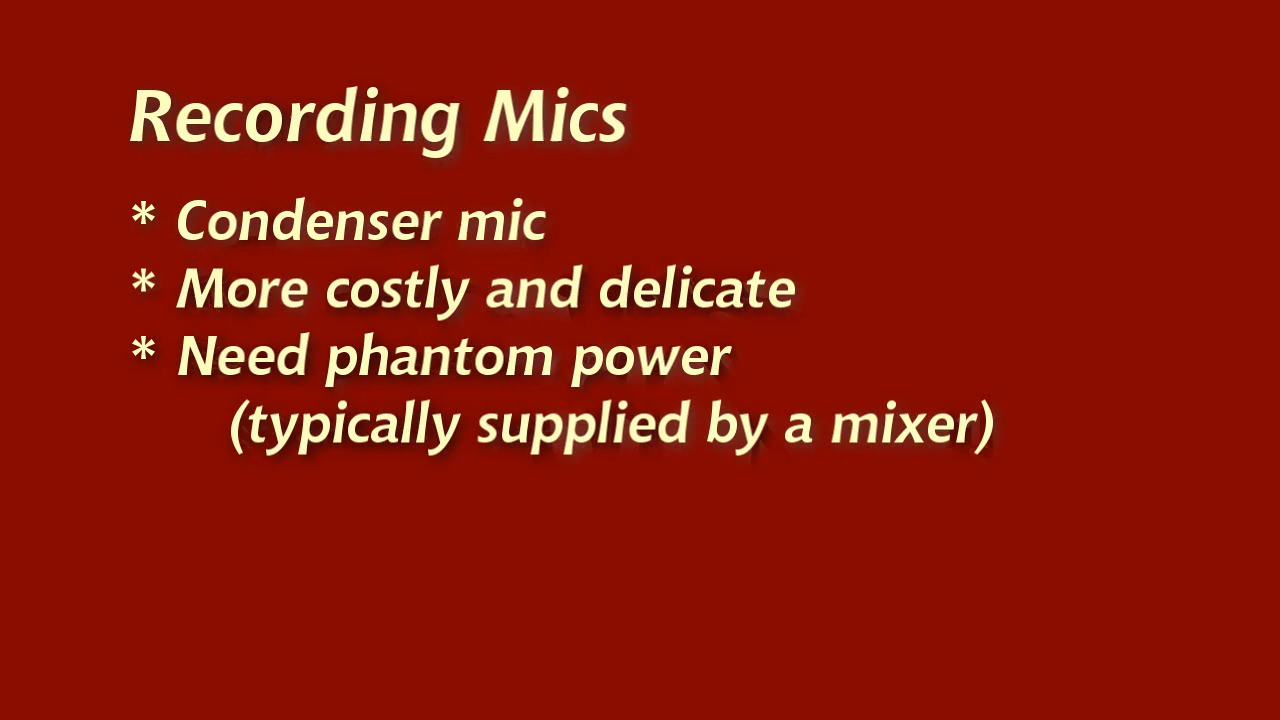 Recording Mics
* Condenser mic
* More costly and delicate
* Need phantom power
(typically supplied by a mixer)